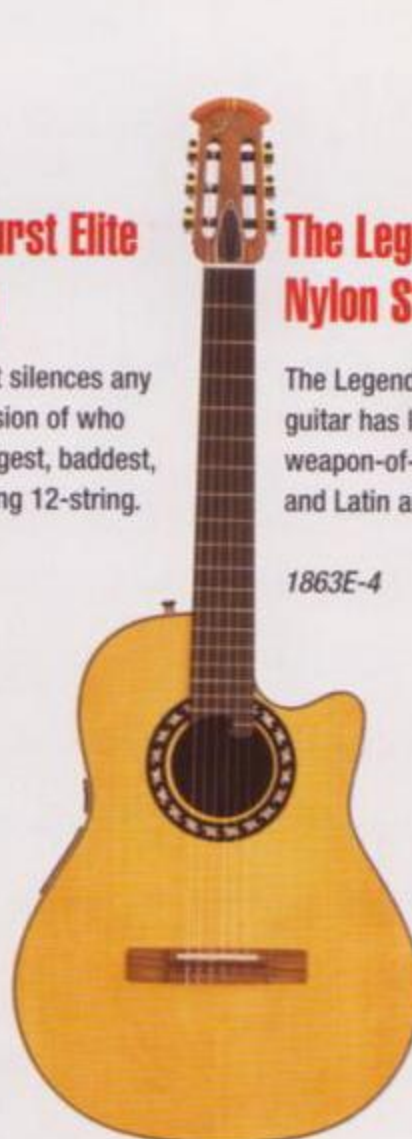 urst Elite
t silences any
sion of who
gest, baddest,
ng 12-string.
The Leg
Nylon S
The Legend
guitar has b
weapon-of-
and Latin a
1863E-4